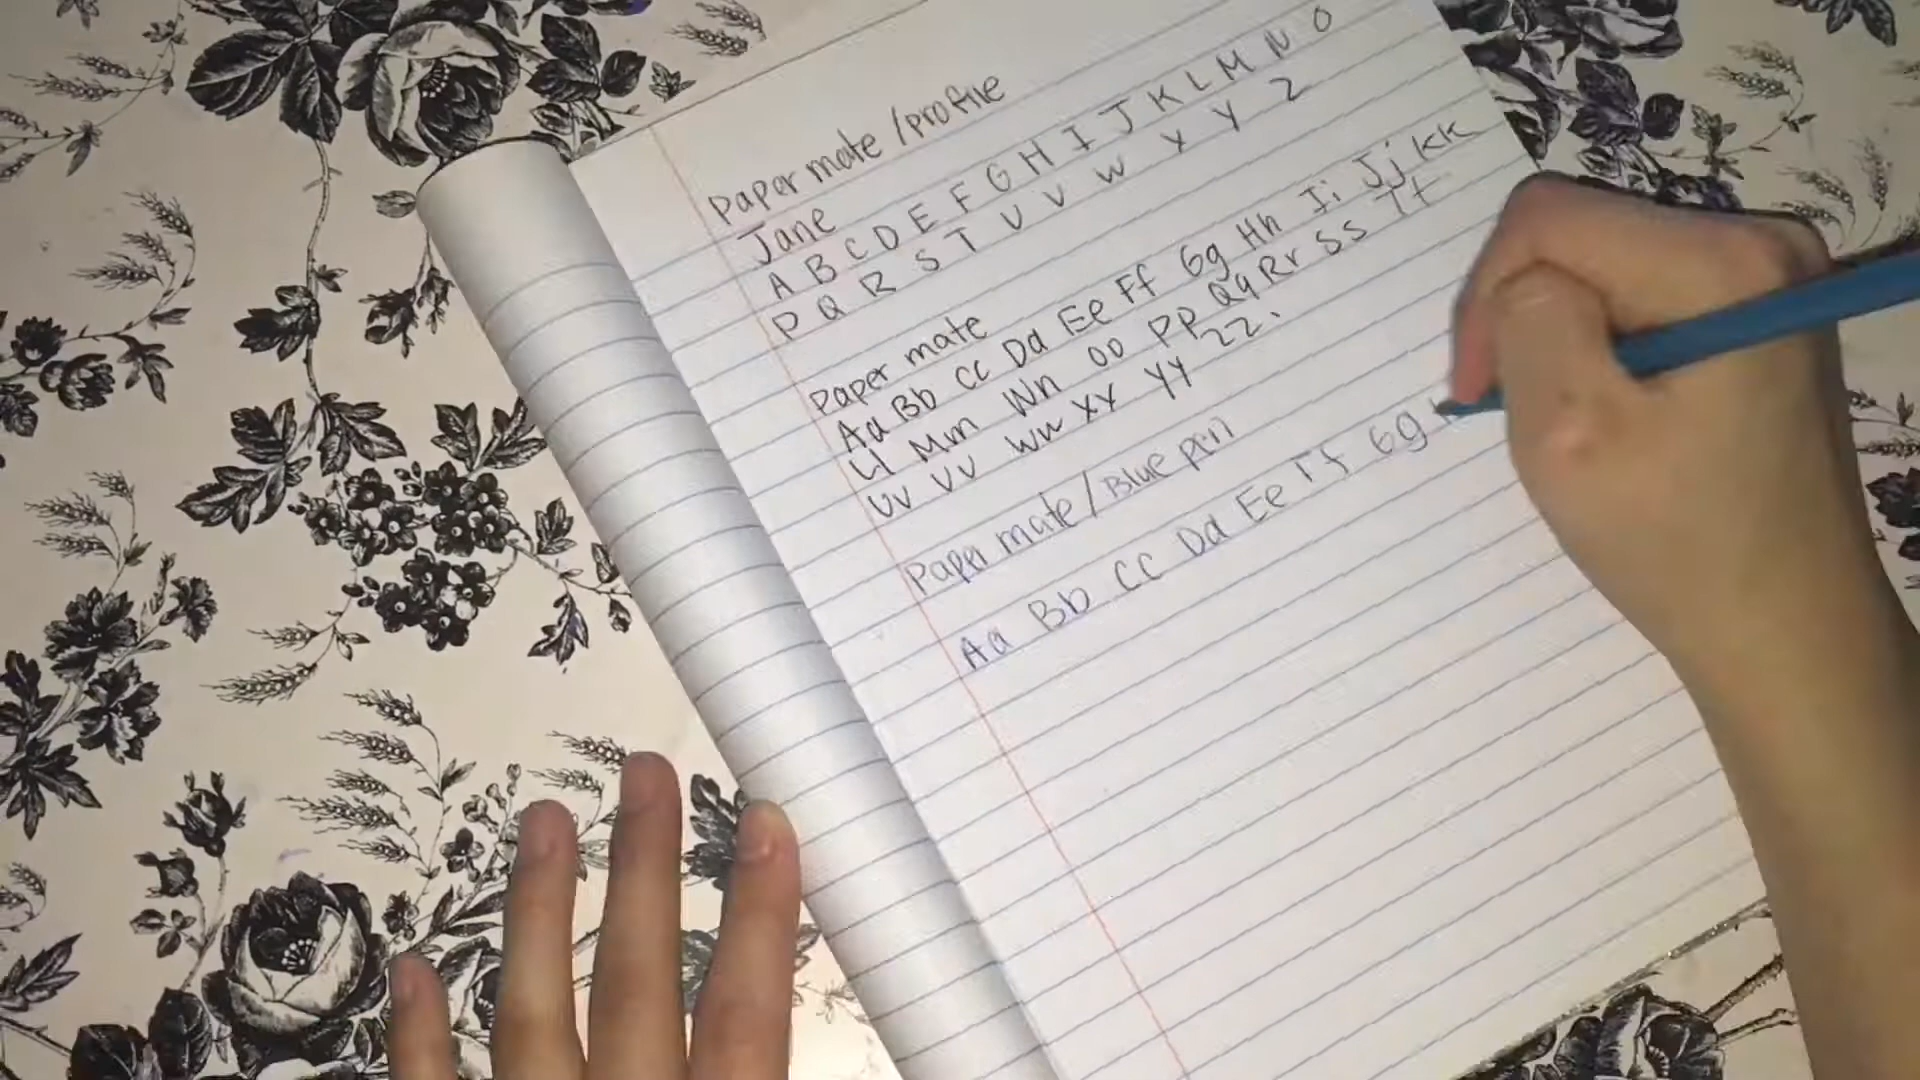 Paper mate / profile
Jane
A B C D E F G H I J K L M N O
P Q R S T U V W X Y Z
Paper mate
Aa Bb Cc Dd Ee Ff Gg Hh Ii Jj Kk
Ll Mm Nn Oo Pp Qq Rr Ss Tt
Uu Vv Ww Xx Yy Zz.
Paper mate / Blue pen
Aa Bb Cc Dd Ee Ff Gg